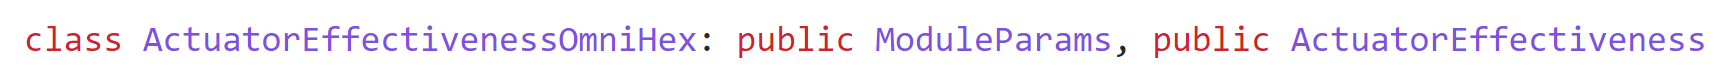 class ActuatorEffectivenessOmniHex: public ModuleParams, public ActuatorEffectiveness